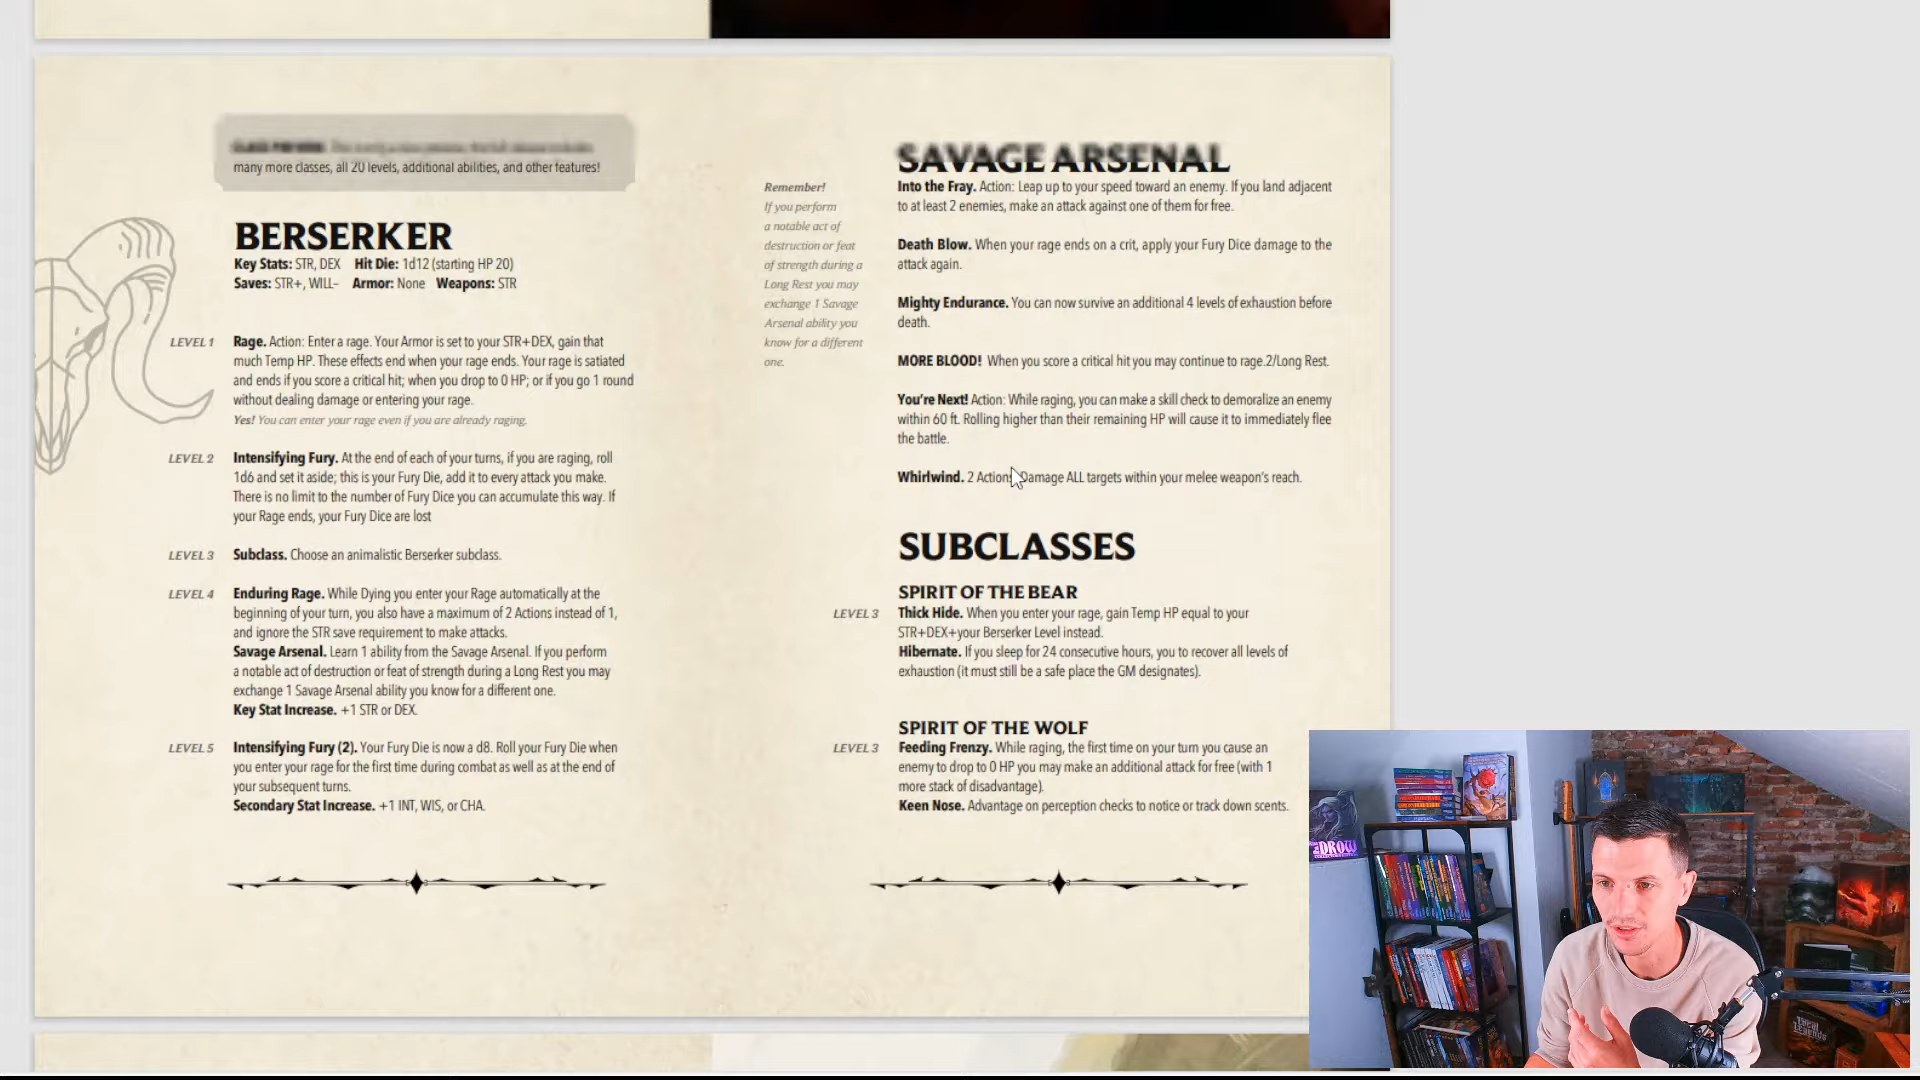 many more classes, all 20 levels, additional abilities, and other features!
BERSERKER
Key Stats: STR, DEX Hit Die: 1d12 (starting HP 20)
Saves: STR+, WILL- Armor: None Weapons: STR
LEVEL 1 Rage. Action: Enter a rage. Your Armor is set to your STR+DEX, gain that
much Temp HP. These effects end when your rage ends. Your rage is satiated
and ends if you score a critical hit; when you drop to 0 HP; or if you go 1 round
without dealing damage or entering your rage.
Yes! You can enter your rage even if you are already raging.
LEVEL 2 Intensifying Fury. At the end of each of your turns, if you are raging, roll
1d6 and set it aside; this is your Fury Die, add it to every attack you make.
There is no limit to the number of Fury Dice you can accumulate this way. If
your Rage ends, your Fury Dice are lost
LEVEL 3 Subclass. Choose an animalistic Berserker subclass.
LEVEL 4 Enduring Rage. While Dying you enter your Rage automatically at the
beginning of your turn, you also have a maximum of 2 Actions instead of 1,
and ignore the STR save requirement to make attacks.
Savage Arsenal. Learn 1 ability from the Savage Arsenal. If you perform
a notable act of destruction or feat of strength during a Long Rest you may
exchange 1 Savage Arsenal ability you know for a different one.
Key Stat Increase. +1 STR or DEX.
LEVEL 5 Intensifying Fury (2). Your Fury Die is now a d8. Roll your Fury Die when
you enter your rage for the first time during combat as well as at the end of
your subsequent turns.
Secondary Stat Increase. +1 INT, WIS, or CHA.
Remember!
If you perform
a notable act of
destruction or feat
of strength during a
Long Rest you may
exchange 1 Savage
Arsenal ability you
know for a different
one.
SAVAGE ARSENAL
Into the Fray. Action: Leap up to your speed toward an enemy. If you land adjacent
to at least 2 enemies, make an attack against one of them for free.
Death Blow. When your rage ends on a crit, apply your Fury Dice damage to the
attack again.
Mighty Endurance. You can now survive an additional 4 levels of exhaustion before
death.
MORE BLOOD! When you score a critical hit you may continue to rage.2/Long Rest.
You're Next! Action: While raging, you can make a skill check to demoralize an enemy
within 60 ft. Rolling higher than their remaining HP will cause it to immediately flee
the battle.
Whirlwind. 2 Actions: Damage ALL targets within your melee weapon's reach.
SUBCLASSES
SPIRIT OF THE BEAR
LEVEL 3 Thick Hide. When you enter your rage, gain Temp HP equal to your
STR+DEX+your Berserker Level instead.
Hibernate. If you sleep for 24 consecutive hours, you to recover all levels of
exhaustion (it must still be a safe place the GM designates).
SPIRIT OF THE WOLF
LEVEL 3 Feeding Frenzy. While raging, the first time on your turn you cause an
enemy to drop to 0 HP you may make an additional attack for free (with 1
more stack of disadvantage).
Keen Nose. Advantage on perception checks to notice or track down scents.
DROW